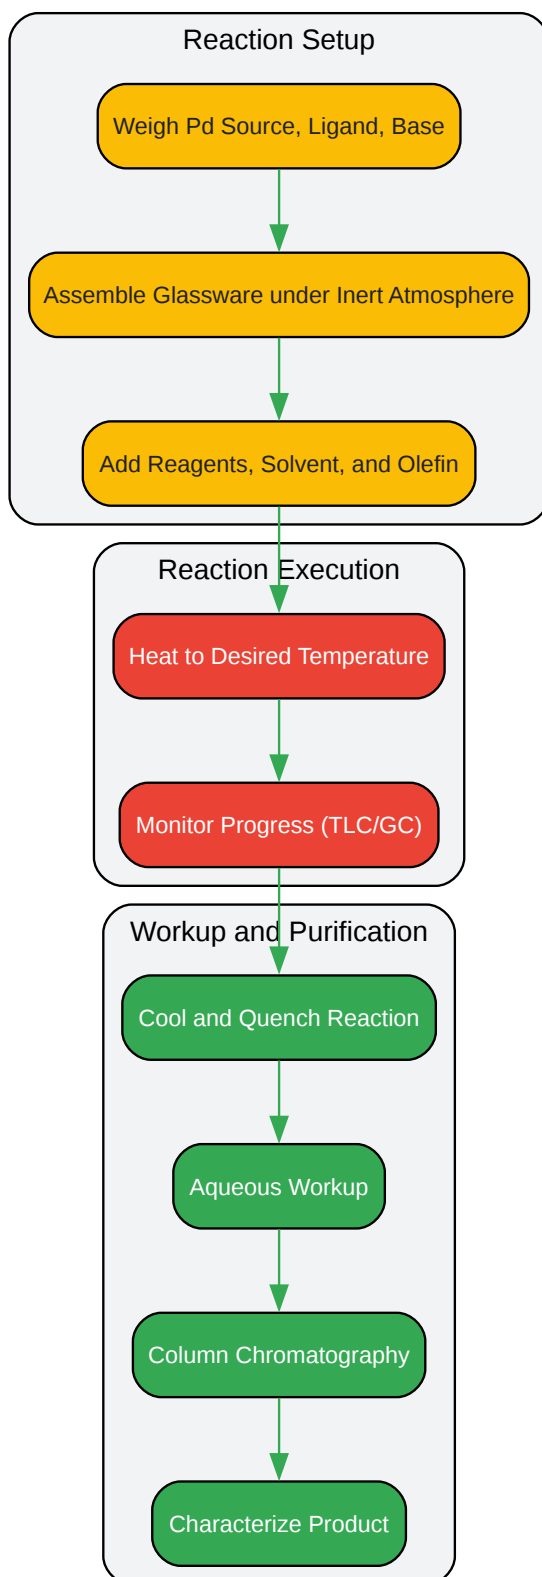 Reaction Setup
Weigh Pd Source, Ligand, Base
Assemble Glassware under Inert Atmosphere
Add Reagents, Solvent, and Olefin
Reaction Execution
Heat to Desired Temperature
Monitor Progress (TLC/GC)
Workup and Purification
Cool and Quench Reaction
Aqueous Workup
Column Chromatography
Characterize Product